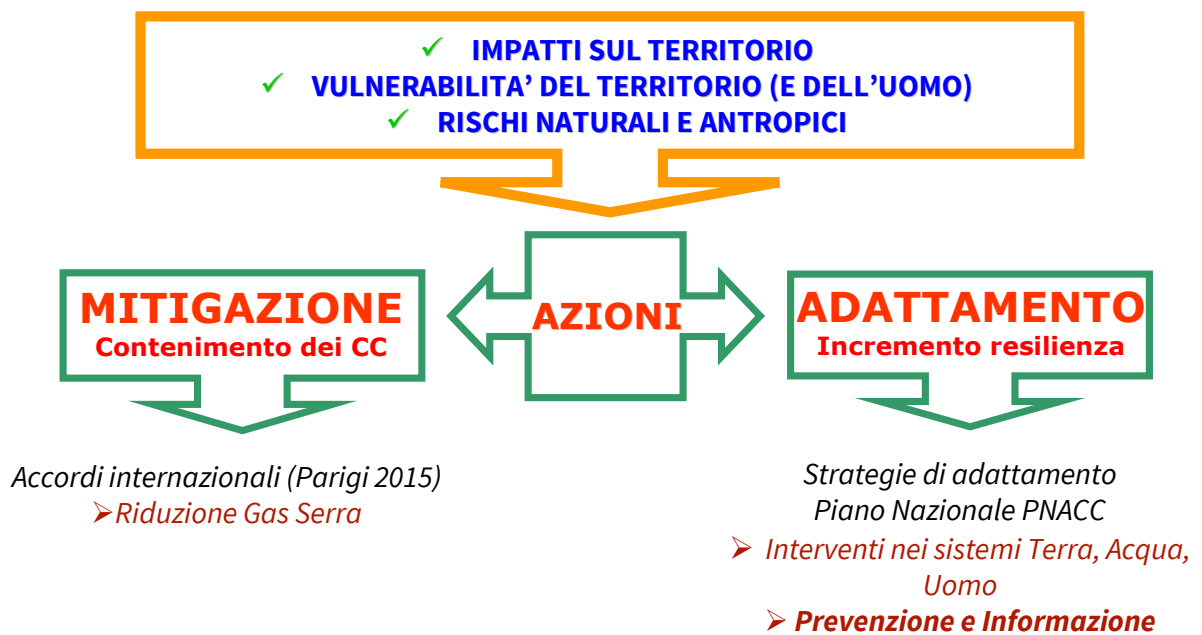 ✓ IMPATTI SUL TERRITORIO
✓ VULNERABILITA’ DEL TERRITORIO (E DELL’UOMO)
✓ RISCHI NATURALI E ANTROPICI
MITIGAZIONE
Contenimento dei CC
AZIONI
ADATTAMENTO
Incremento resilienza
Accordi internazionali (Parigi 2015)
➢Riduzione Gas Serra
Strategie di adattamento
Piano Nazionale PNACC
➢ Interventi nei sistemi Terra, Acqua,
Uomo
➢ Prevenzione e Informazione